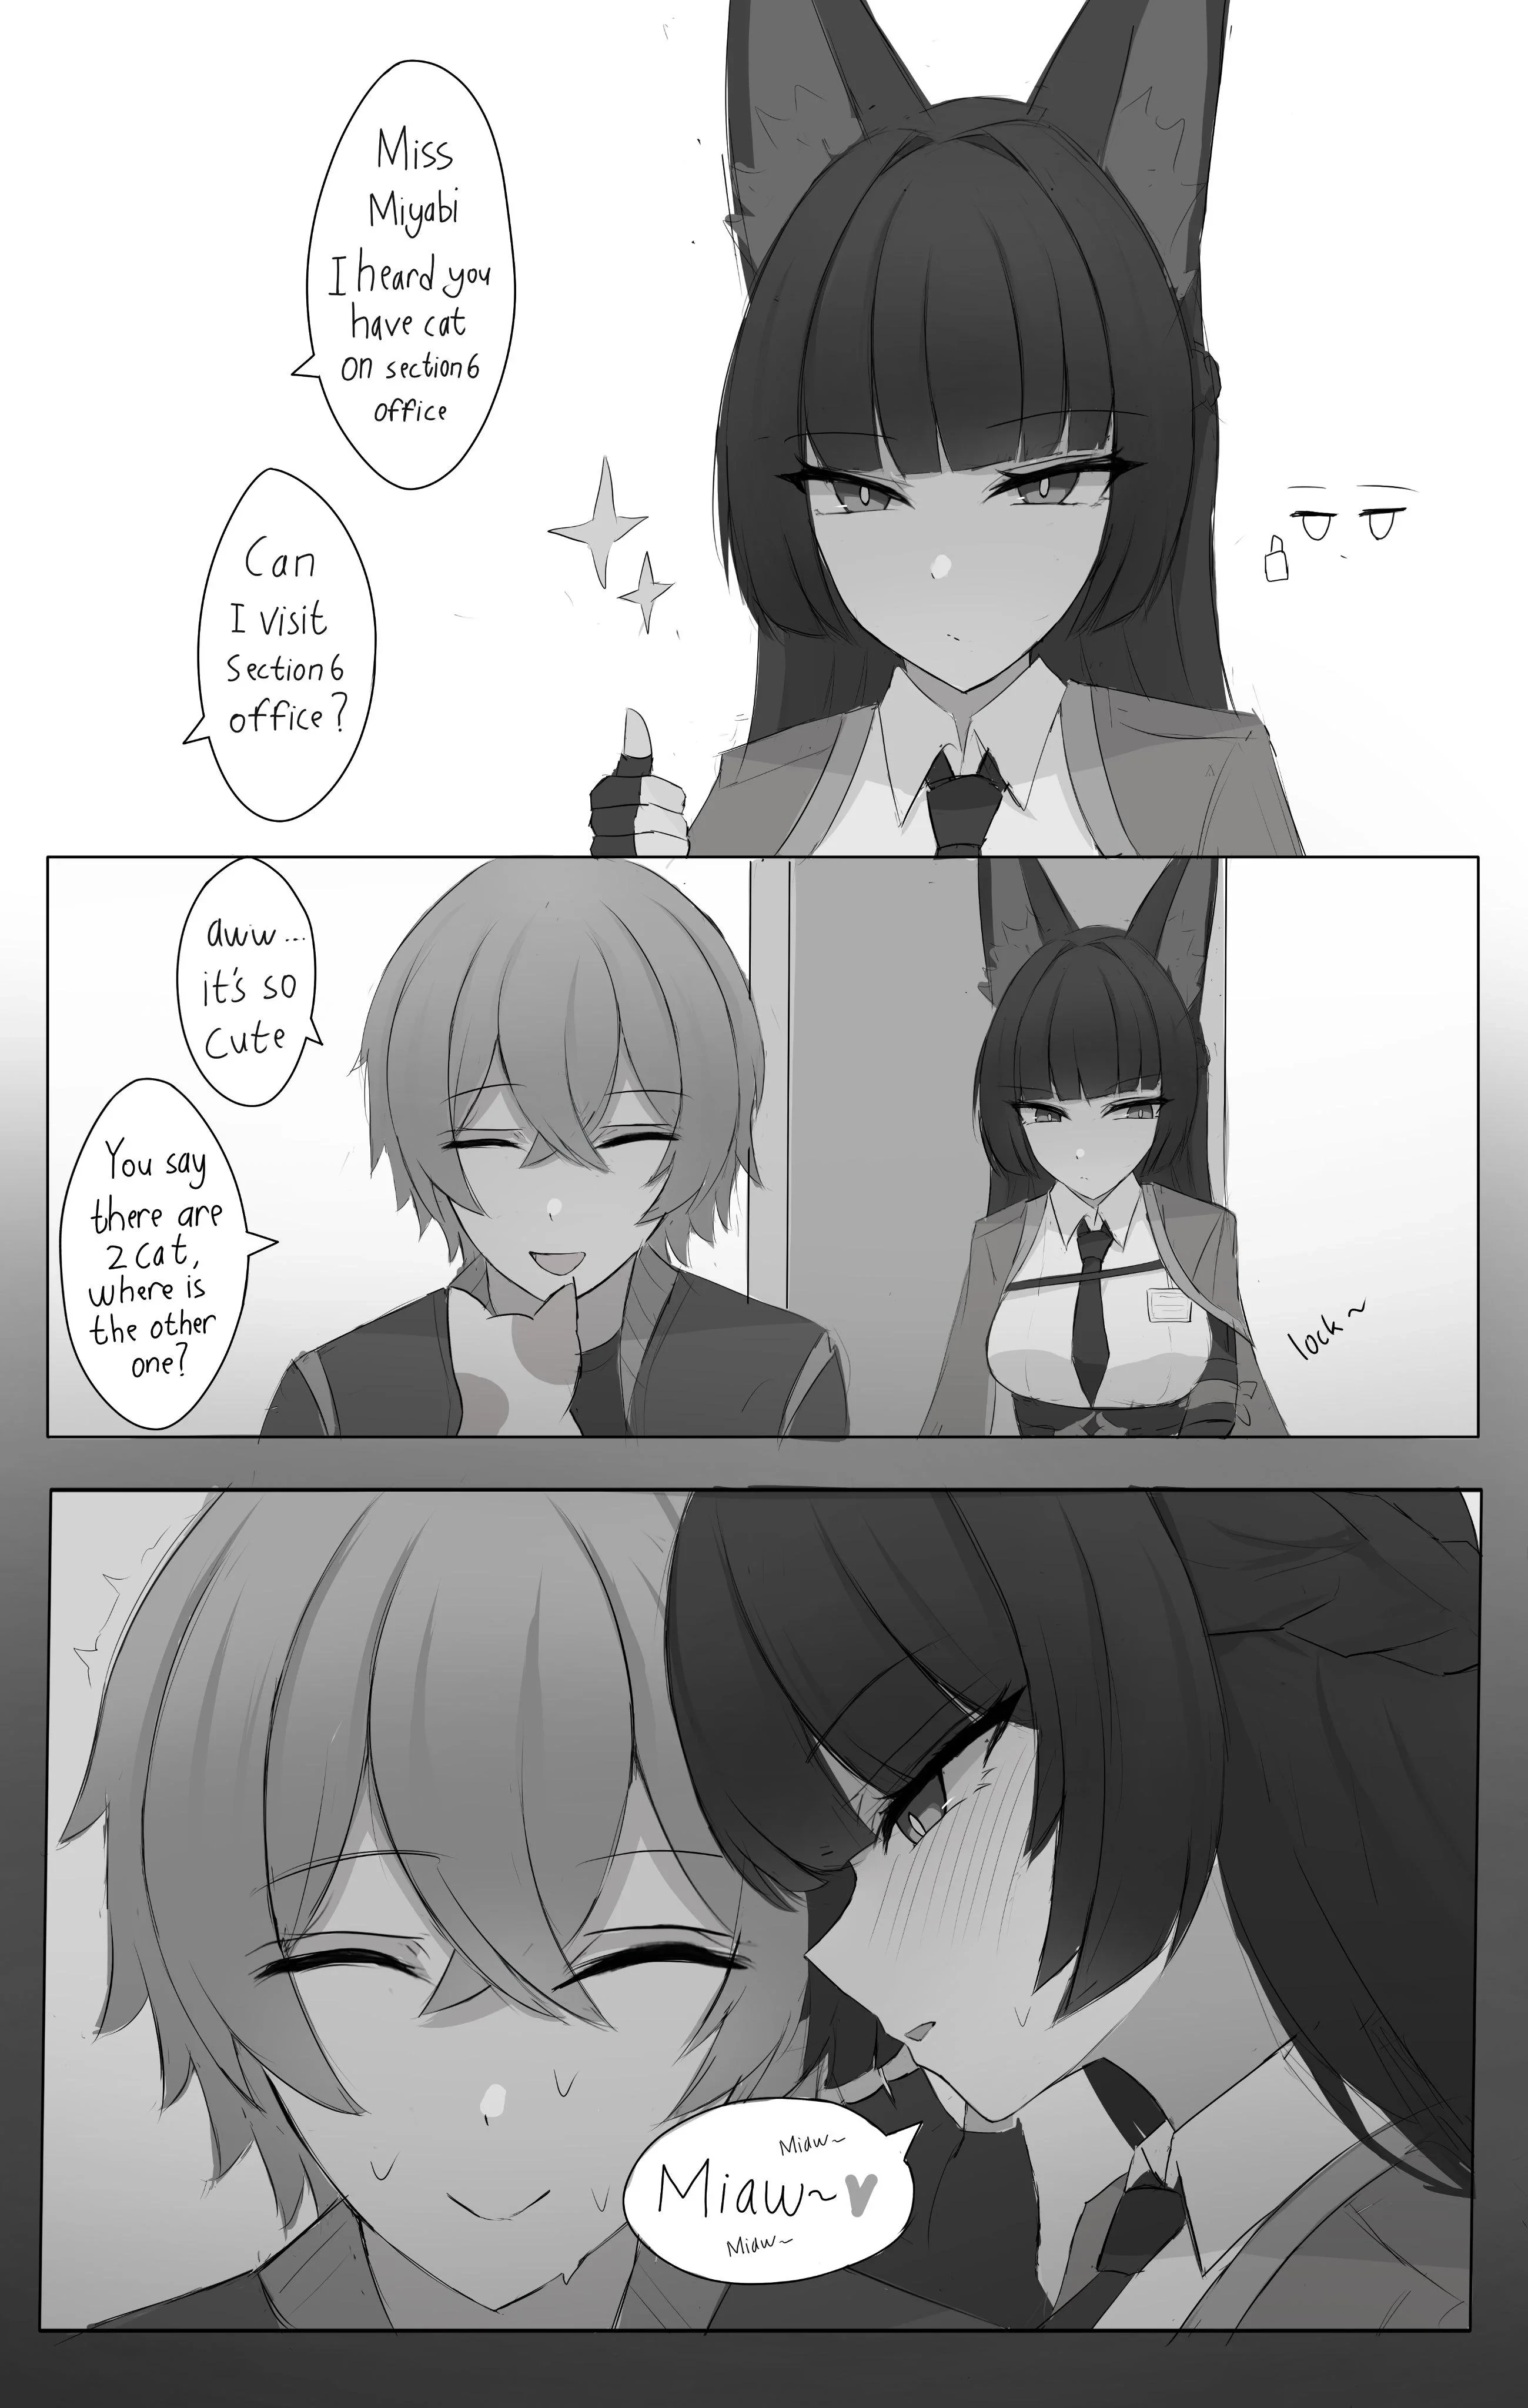 Miss
Miyabi
I heard you
have cat
on section 6
office
Can
I visit
section 6
office?
aww...
it's so
cute
You say
there are
2 cat,
where is
the other
one?
lock~
Miaw~
Miaw~
Miaw~